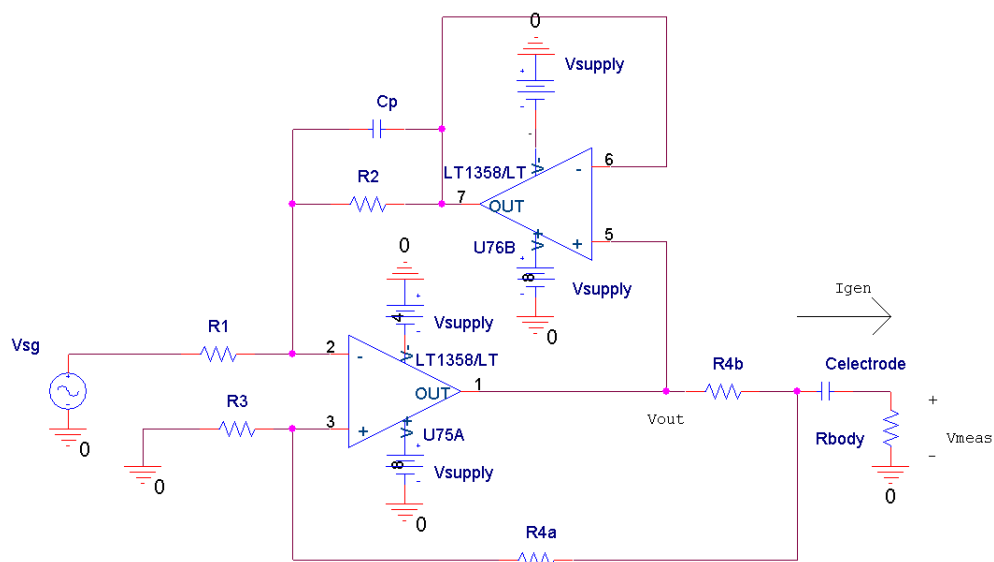 0
Vsupply
+
-
-
Cp
V-
LT1358/LT
-
6
R2
7
OUT
U76B
V+
+
5
0
+
-
8
Vsupply
0
Igen
+
-
4
Vsupply
R1
Vsg
V-
LT1358/LT
2
-
OUT
1
R4b
Celectrode
R3
0
3
+
V+
U75A
Vout
Rbody
+
Vmeas
-
+
-
8
Vsupply
0
0
0
R4a